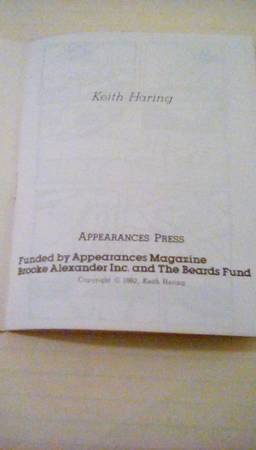 Keith Haring
APPEARANCES PRESS
Funded by Appearances Magazine
Brooke Alexander Inc. and The Beards Fund
Copyright © 1982, Keith Haring